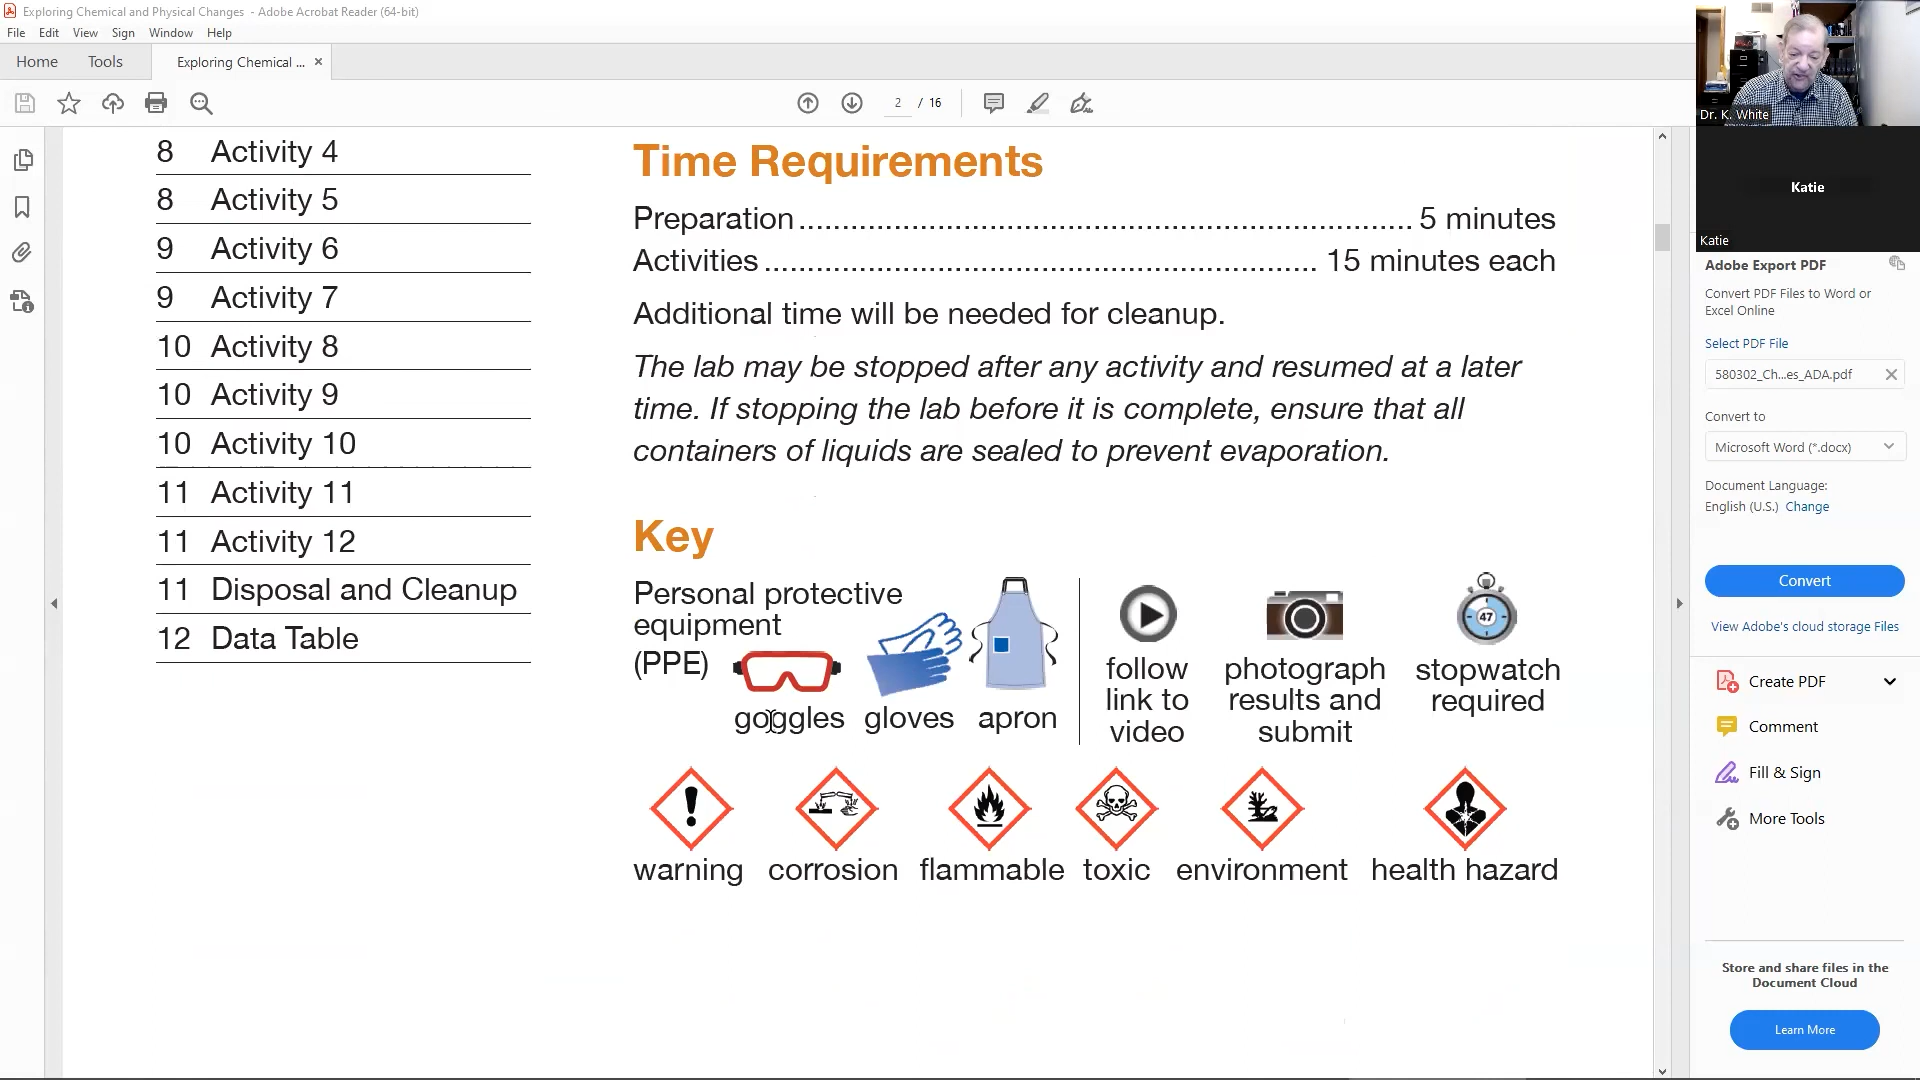 Exploring Chemical and Physical Changes - Adobe Acrobat Reader (64-bit)
File Edit View Sign Window Help
Home Tools Exploring Chemical ... ×
2 / 16
8 Activity 4
8 Activity 5
9 Activity 6
9 Activity 7
10 Activity 8
10 Activity 9
10 Activity 10
11 Activity 11
11 Activity 12
11 Disposal and Cleanup
12 Data Table
Time Requirements
Preparation ........................................................................ 5 minutes
Activities ................................................................ 15 minutes each
Additional time will be needed for cleanup.
The lab may be stopped after any activity and resumed at a later
time. If stopping the lab before it is complete, ensure that all
containers of liquids are sealed to prevent evaporation.
Key
Personal protective
equipment
(PPE)
goggles gloves apron
follow
link to
video
photograph
results and
submit
47
stopwatch
required
warning corrosion flammable toxic environment health hazard
Dr. K. White
Katie
Katie
Adobe Export PDF
Convert PDF Files to Word or
Excel Online
Select PDF File
580302_Ch...es_ADA.pdf
Convert to
Microsoft Word (*.docx)
Document Language:
English (U.S.) Change
Convert
View Adobe's cloud storage Files
Create PDF
Comment
Fill & Sign
More Tools
Store and share files in the
Document Cloud
Learn More